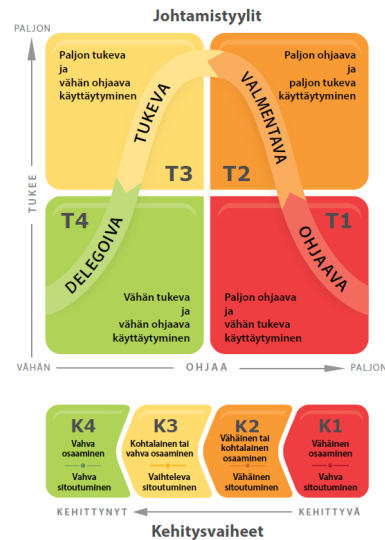 Johtamistyylit
PALJON
Paljon tukeva
ja
vähän ohjaava
käyttäytyminen
Paljon ohjaava
ja
paljon tukeva
käyttäytyminen
TUKEVA
VALMENTAVA
T3
T2
TUKEE
T4
T1
DELEGOIVA
OHJAAVA
Vähän tukeva
ja
vähän ohjaava
käyttäytyminen
Paljon ohjaava
ja
vähän tukeva
käyttäytyminen
VÄHÄN
OHJAA
PALJON
K4
Vahva
osaaminen
Vahva
sitoutuminen
K3
Kohtalainen tai
vahva osaaminen
Vaihteleva
sitoutuminen
K2
Vähäinen tai
kohtalainen
osaaminen
Vähäinen
sitoutuminen
K1
Vähäinen
osaaminen
Vahva
sitoutuminen
KEHITTYNYT
KEHITTYVÄ
Kehitysvaiheet